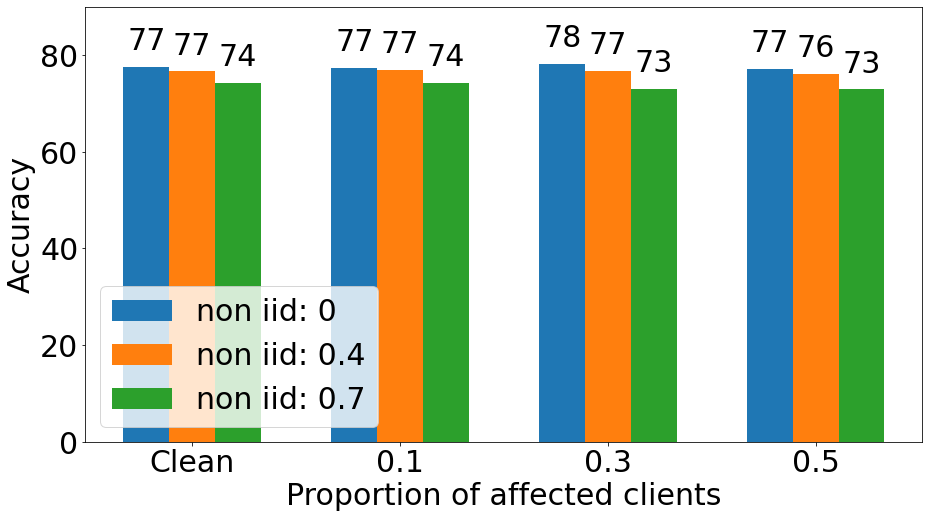 77 77 74 77 77 74 78 77 73 77 76 73
80
60
40
20
0
Accuracy
non iid: 0
non iid: 0.4
non iid: 0.7
Clean 0.1 0.3 0.5
Proportion of affected clients